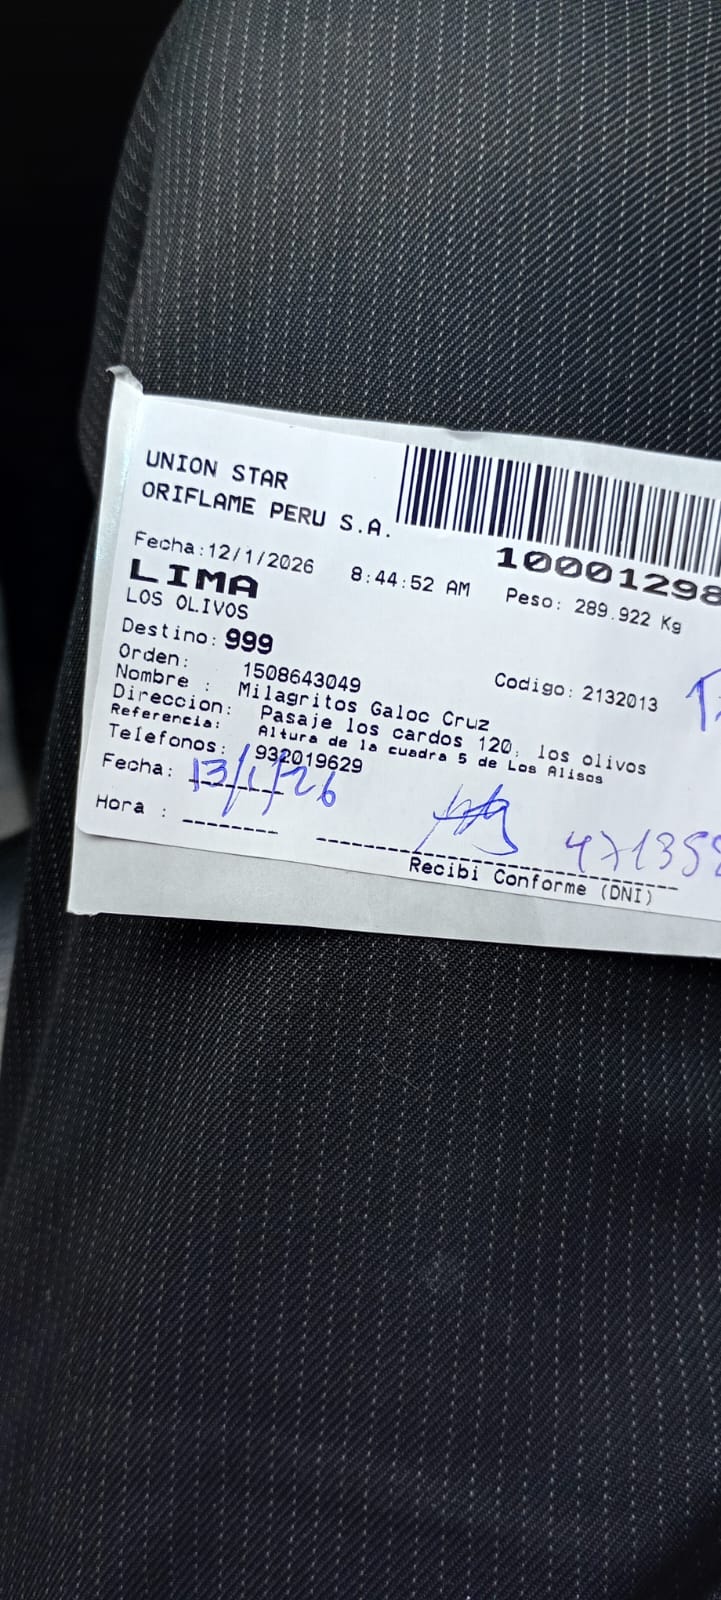 UNION STAR
ORIFLAME PERU S.A.
Fecha:12/1/2026 8:44:52 AM
10001298
LIMA
Peso: 289.922 Kg
LOS OLIVOS
Destino: 999
Orden: 1508643049
Codigo: 2132013
Nombre : Milagritos Galoc Cruz
Direccion: Pasaje los cardos 120, los olivos
Referencia: Altura de la cuadra 5 de Los Alisos
Telefonos: 932019629
Fecha: 13/1/26
Hora :
471358
Recibi Conforme (DNI)